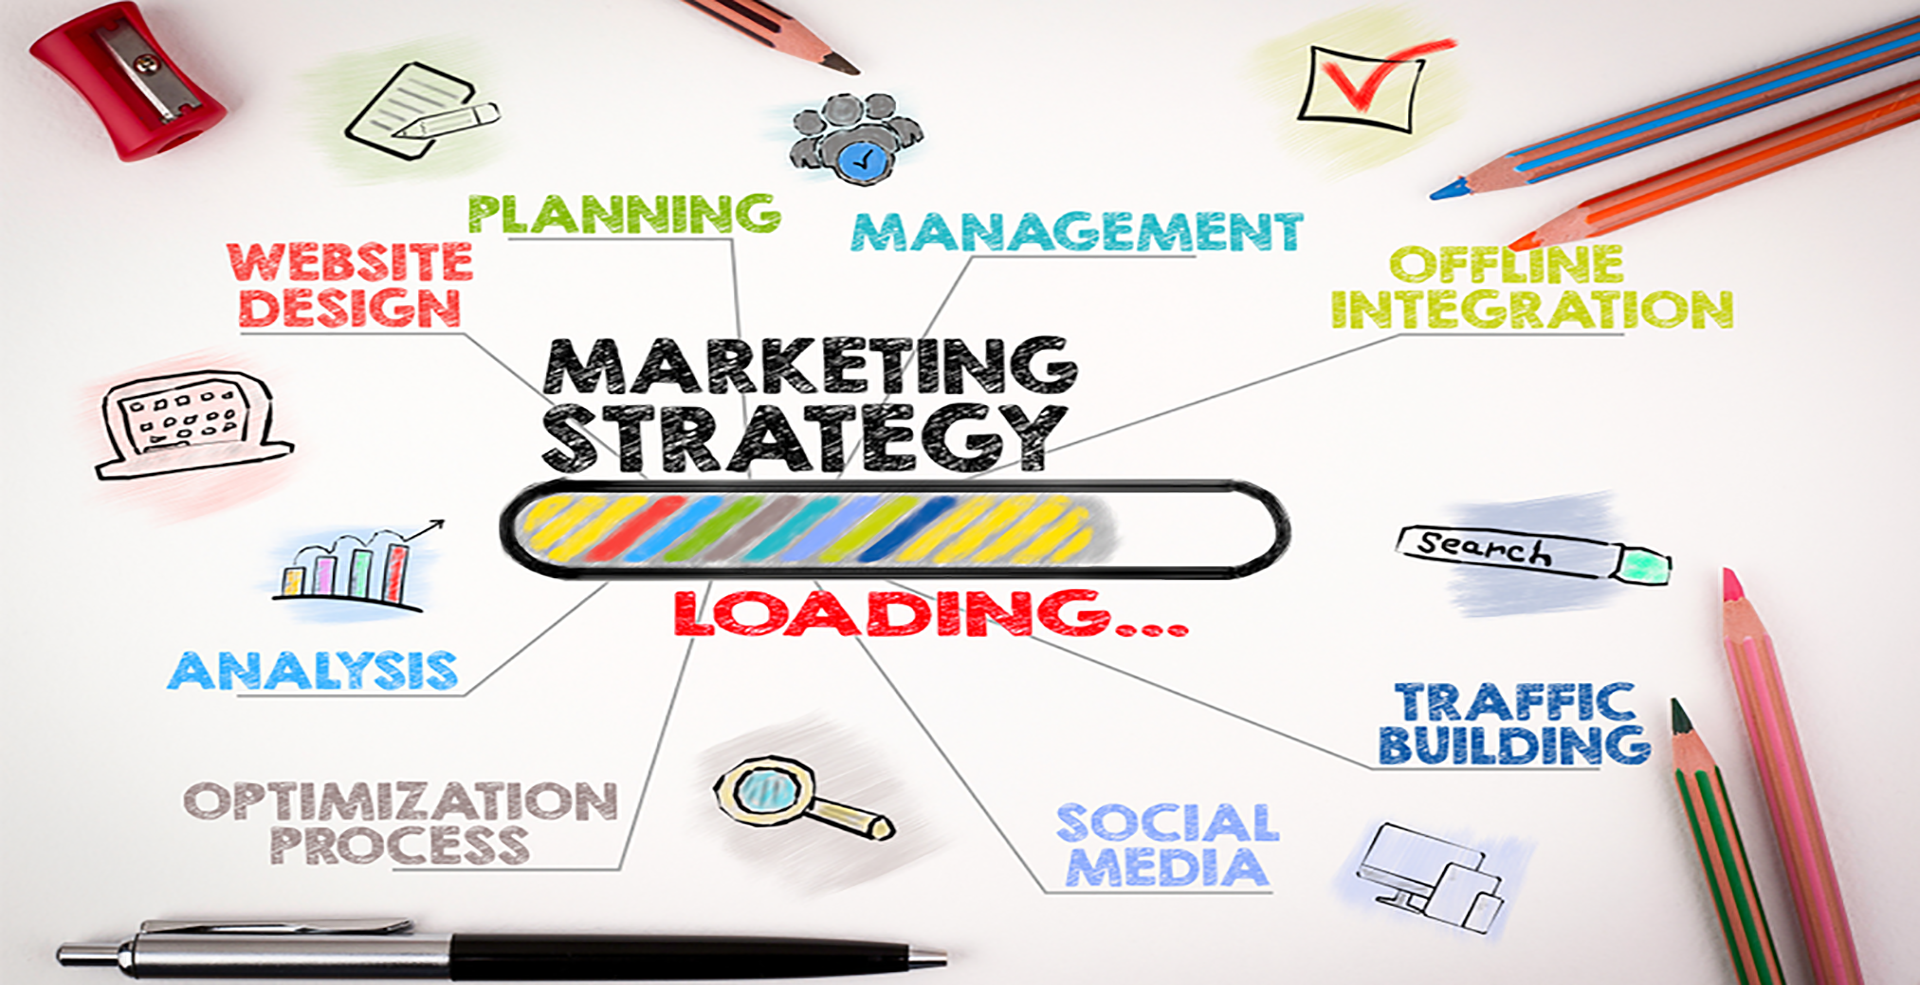 PLANNING
MANAGEMENT
WEBSITE
DESIGN
OFFLINE
INTEGRATION
MARKETING
STRATEGY
search
LOADING...
ANALYSIS
TRAFFIC
BUILDING
OPTIMIZATION
PROCESS
SOCIAL
MEDIA